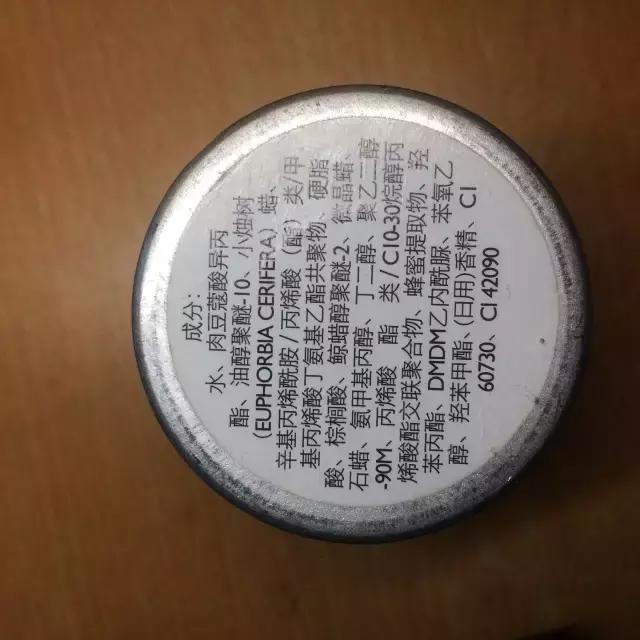 成分:
水、肉豆蔻酸异丙
酯、油醇聚醚-10、小烛树
（EUPHORBIA CERIFERA）蜡、
辛基丙烯酰胺/丙烯酸（酯）类/甲
基丙烯酸丁氨基乙酯共聚物、硬脂
酸、棕榈酸、鲸蜡醇聚醚-2、微晶蜡、
石蜡、氨甲基丙醇、丁二醇、聚乙二醇
-90M、丙烯酸 酯 类/C10-30烷醇丙
烯酸酯交联聚合物、蜂蜜提取物、羟
苯丙酯、DMDM乙内酰脲、苯氧乙
醇、羟苯甲酯、(日用)香精、CI
60730、CI 42090